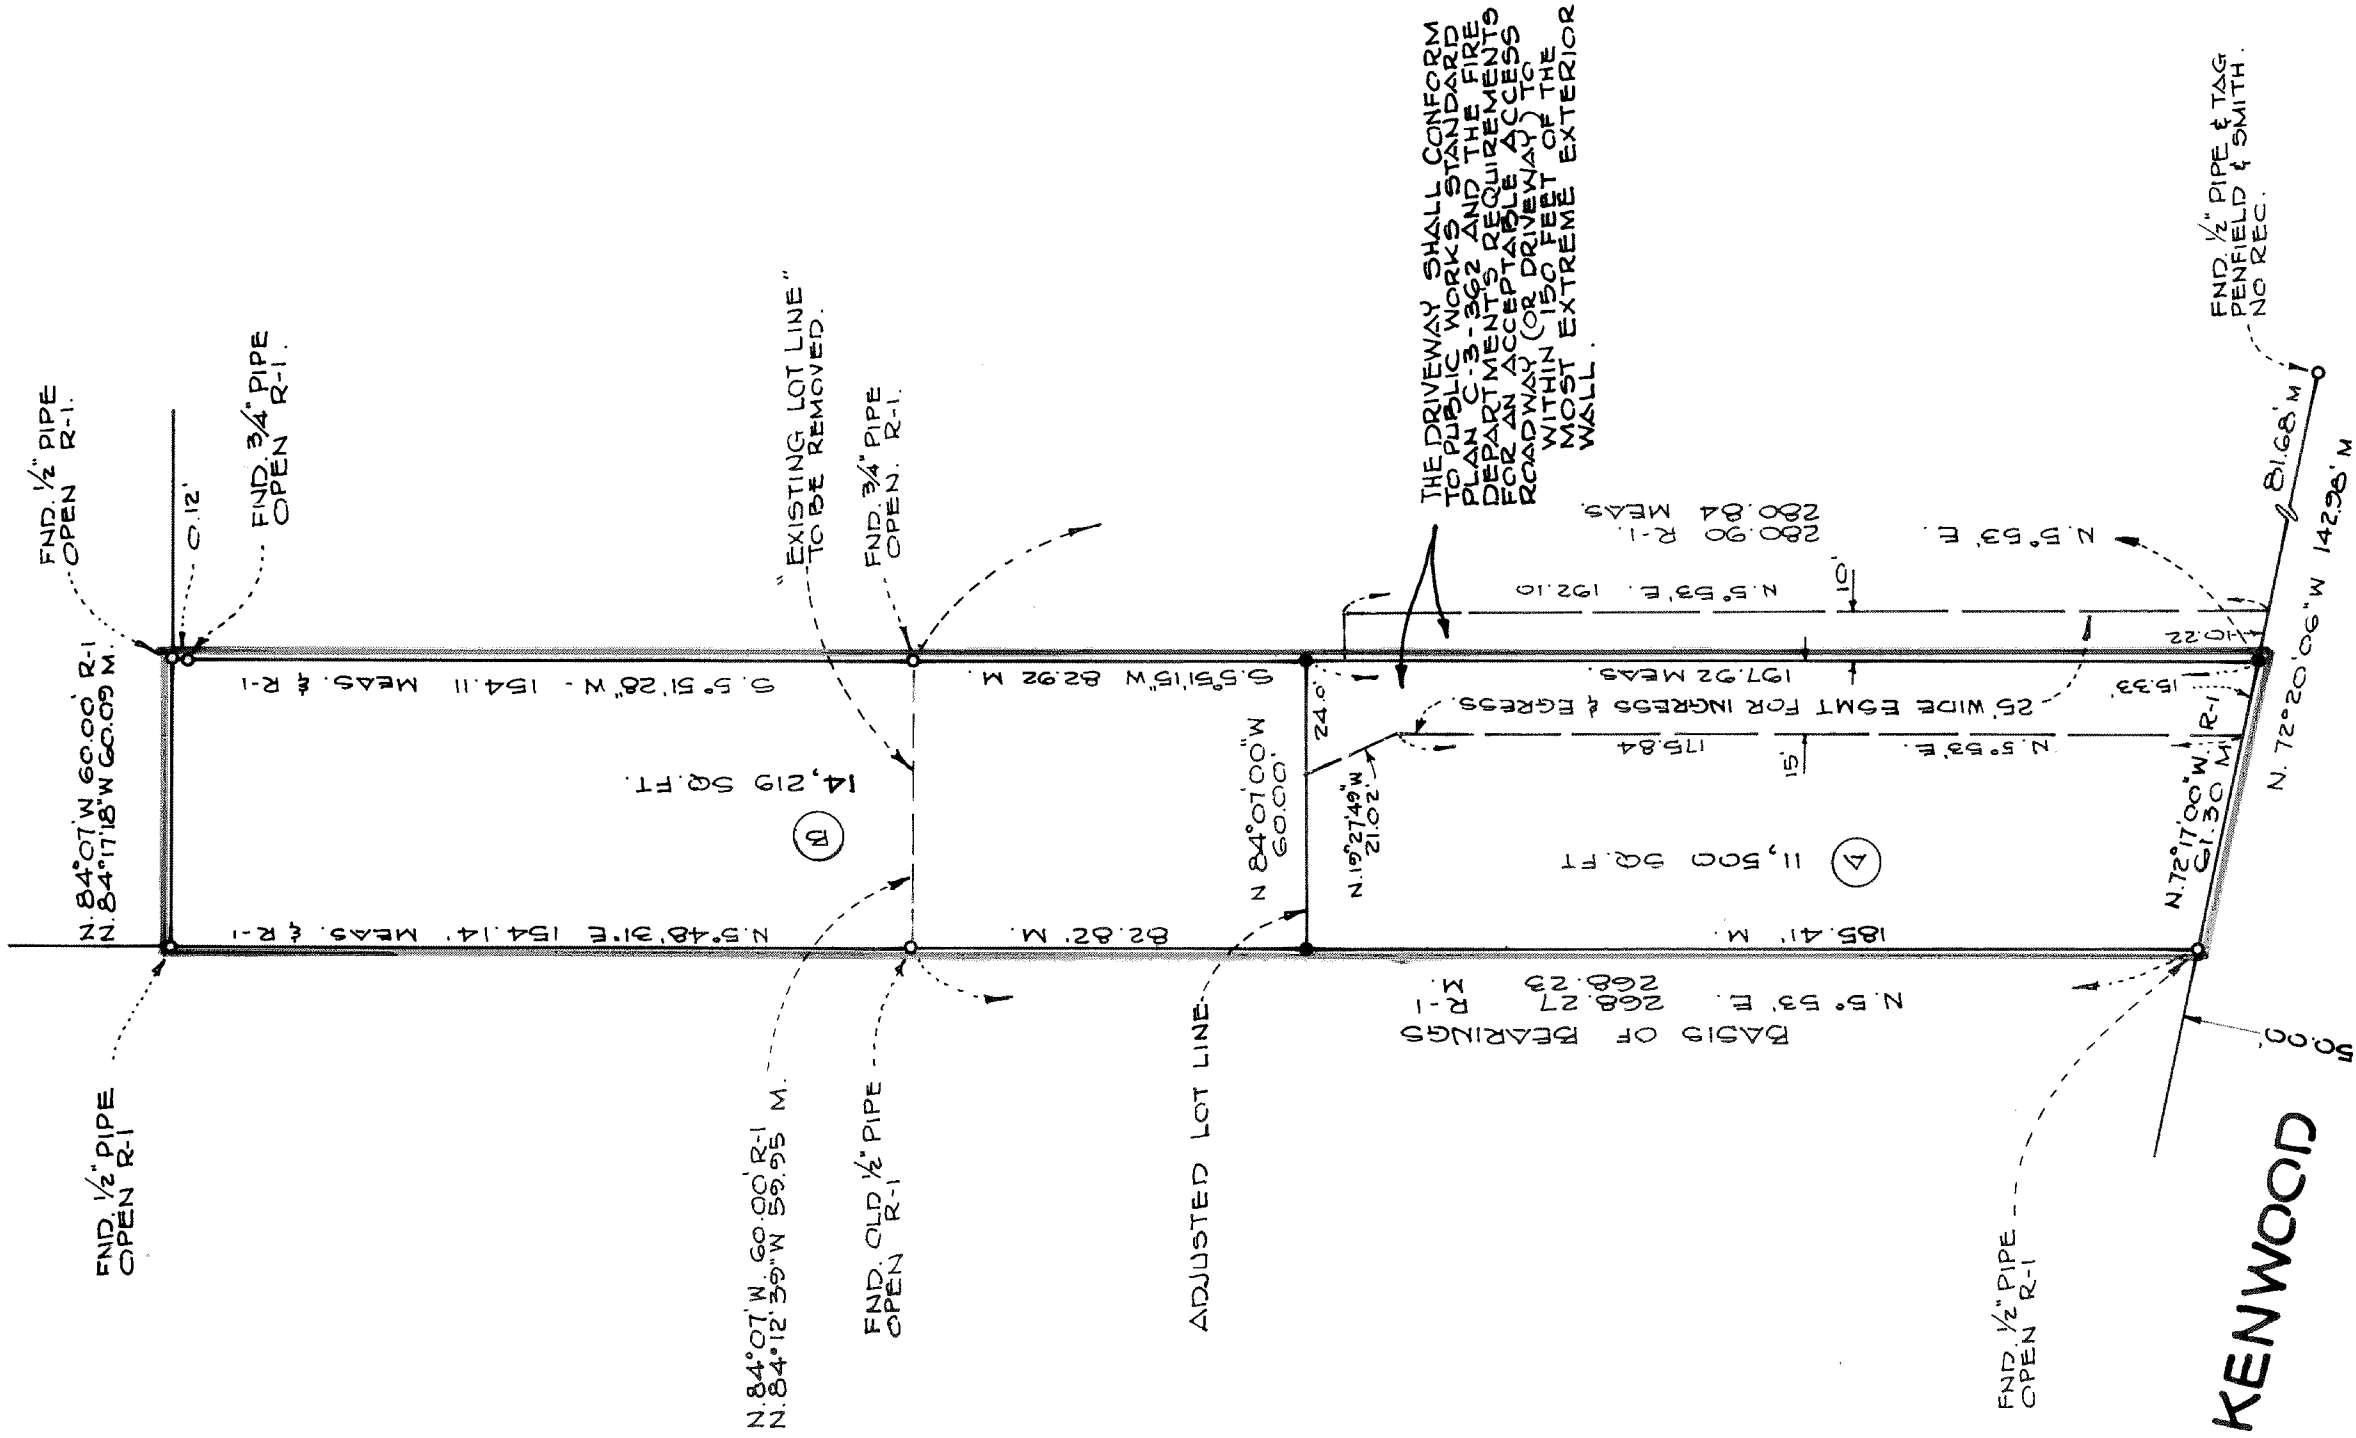 FND. 1/2" PIPE
OPEN R-1.
0.12'
FND. 3/4" PIPE
OPEN R-1.
N. 84°07' W 60.00' R-1
N. 84°17'18" W 60.09 M.
S. 5°51'28" W - 154.11 MEAS. & R-1
"EXISTING LOT LINE"
TO BE REMOVED.
FND. 3/4" PIPE
OPEN. R-1.
S. 5°51'15" W 82.92 M.
14,219 SQ. FT.
B
N. 5°48'31" E 154.14' MEAS. & R-1
82.82' M.
FND. 1/2" PIPE
OPEN R-1
N. 84°07' W. 60.00' R-1
N. 84°12'39" W 59.95 M.
FND. OLD 1/2" PIPE
OPEN R-1
ADJUSTED LOT LINE
N 84°07'00" W
60.00'
24.0'
N. 19°27'49" W
21.02'
THE DRIVEWAY SHALL CONFORM
TO PUBLIC WORKS STANDARD
PLAN C-3-362 AND THE FIRE
DEPARTMENT'S REQUIREMENTS
FOR AN ACCEPTABLE ACCESS
ROADWAY (OR DRIVEWAY) TO
WITHIN 150 FEET OF THE
MOST EXTREME EXTERIOR
WALL.
280.90 R-1.
280.84 MEAS.
N. 5° 53' E.
N. 5° 53' E. 192.10
10'
10.22
197.92 MEAS
15.33'
25' WIDE ESMT FOR INGRESS & EGRESS.
N. 5° 53' E. 175.84
15'
A
11,500 SQ. FT
185.41' M.
N. 5° 53' E. 268.27 R-1
268.23 M.
BASIS OF BEARINGS
N. 72°17'00" W. R-1
61.30 M
N. 72°20'06" W 142.98' M
81.68' M
FND. 1/2" PIPE & TAG
PENFIELD & SMITH.
NO REC.
FND. 1/2" PIPE
OPEN R-1
50.00'
KENWOOD